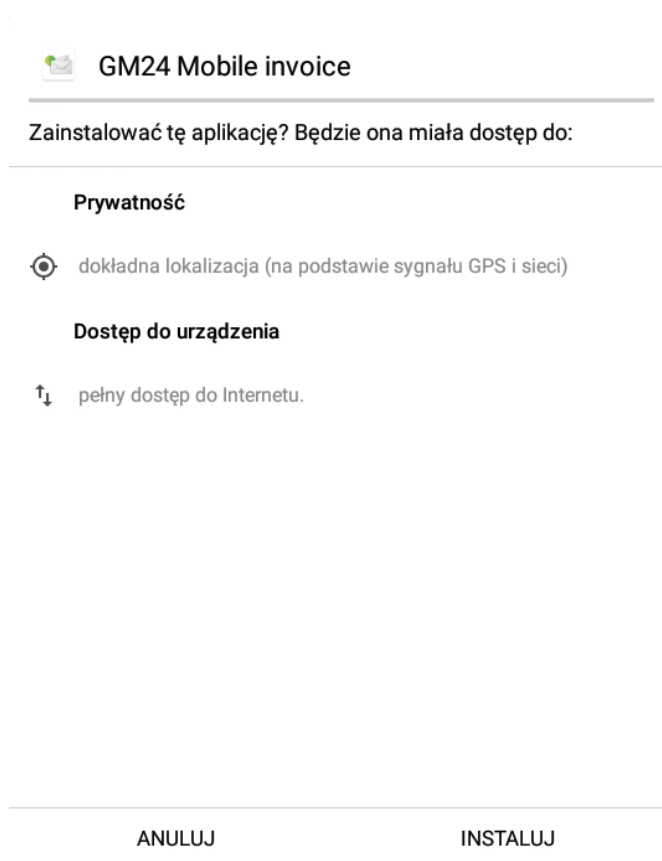 GM24 Mobile invoice
Zainstalować tę aplikację? Będzie ona miała dostęp do:
Prywatność
dokładna lokalizacja (na podstawie sygnału GPS i sieci)
Dostęp do urządzenia
pełny dostęp do Internetu.
ANULUJ INSTALUJ